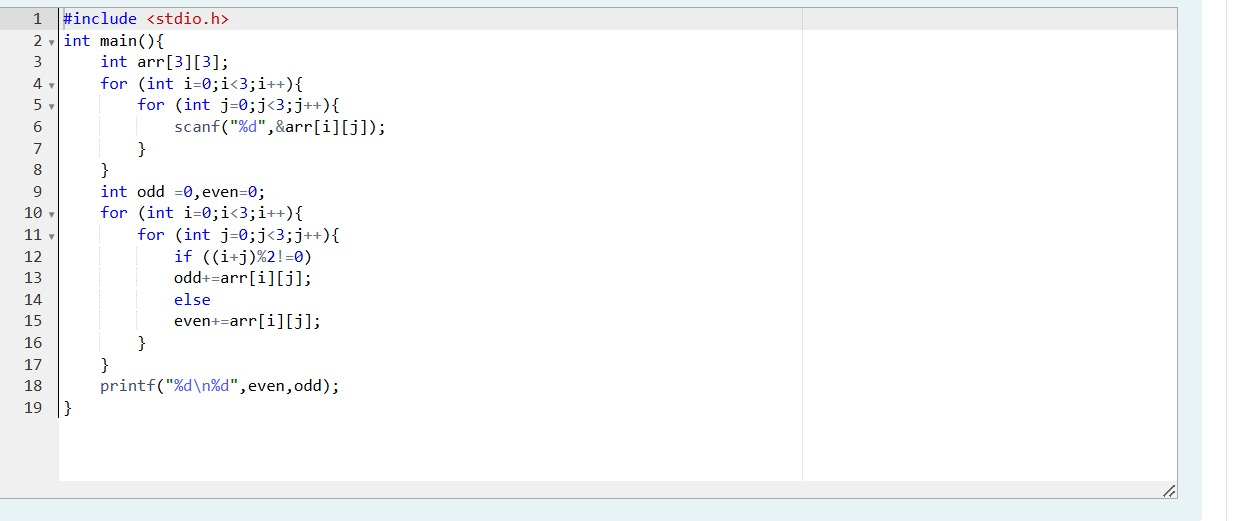 1 #include <stdio.h>
2 int main(){
3     int arr[3][3];
4     for (int i=0;i<3;i++){
5         for (int j=0;j<3;j++){
6             scanf("%d",&arr[i][j]);
7         }
8     }
9     int odd =0,even=0;
10     for (int i=0;i<3;i++){
11         for (int j=0;j<3;j++){
12             if ((i+j)%2!=0)
13             odd+=arr[i][j];
14             else
15             even+=arr[i][j];
16         }
17     }
18     printf("%d\n%d",even,odd);
19 }